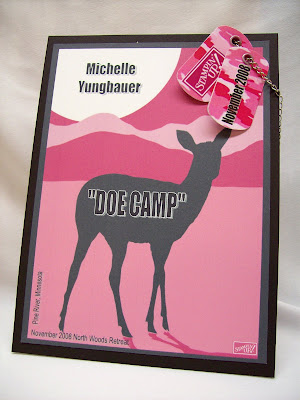 Michelle
Yungbauer
STAMPIN'
UP!
November 2008
"DOE CAMP"
Pine River, Minnesota
November 2008 North Woods Retreat